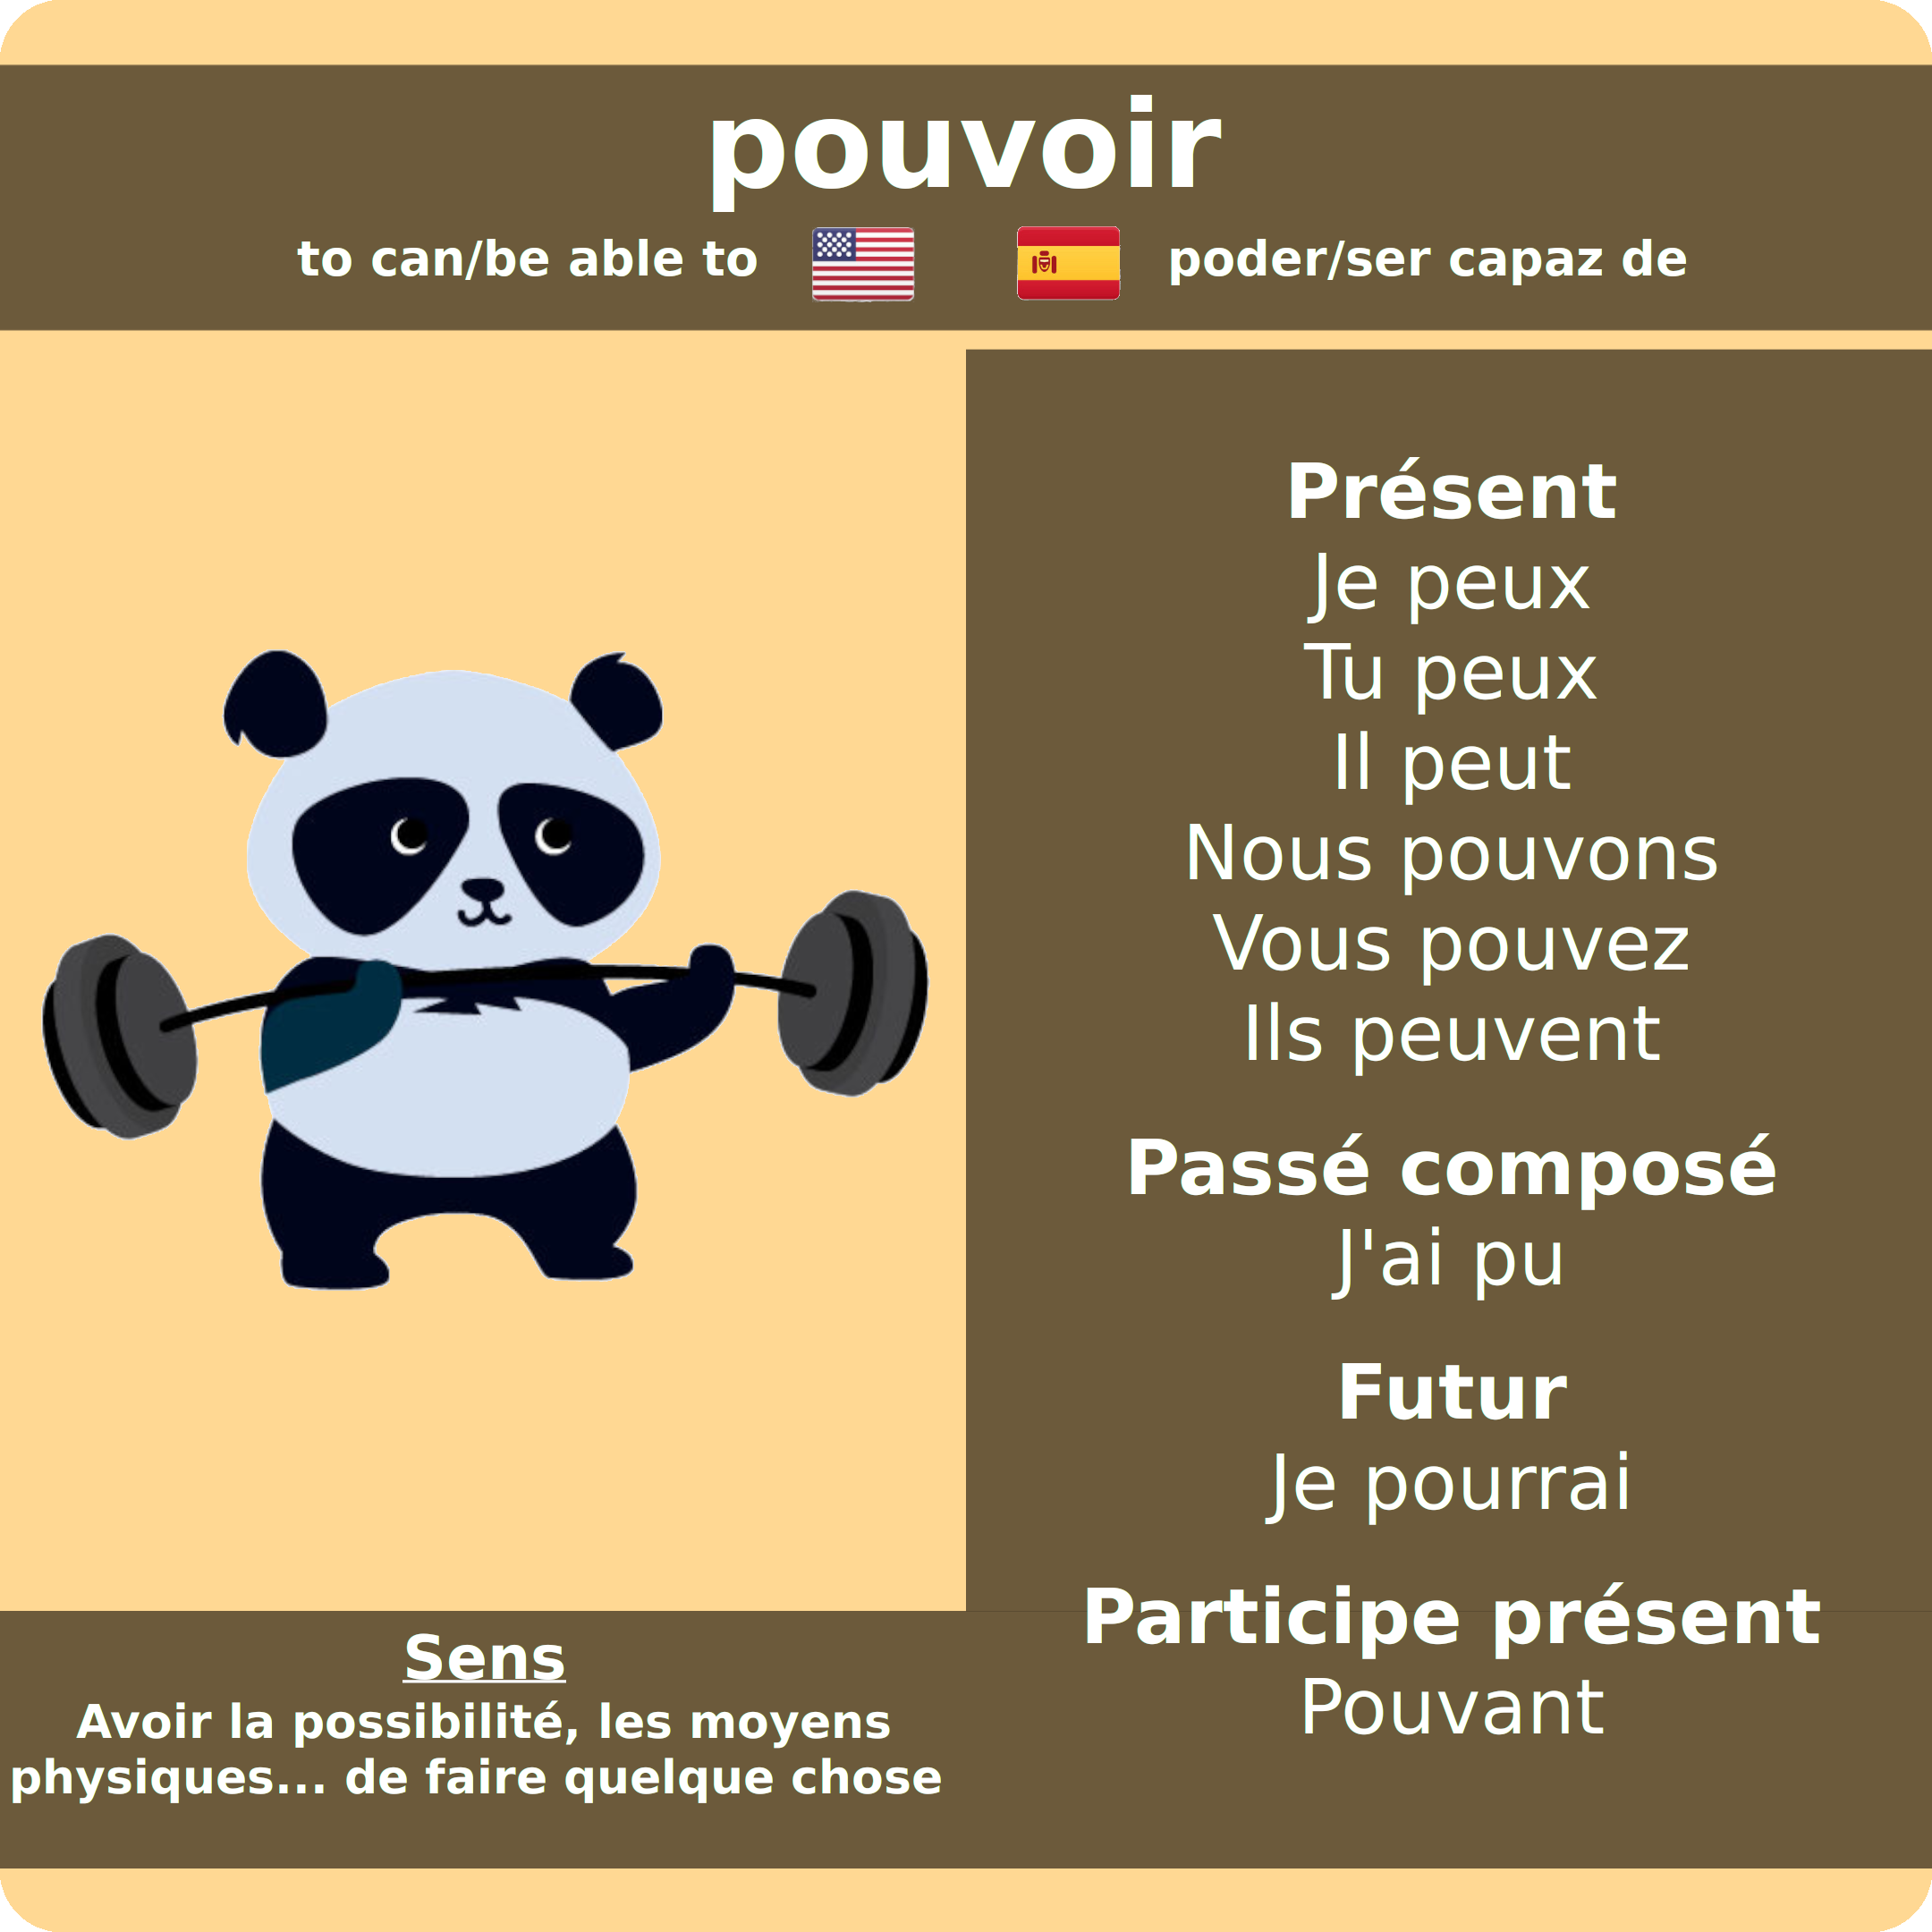 pouvoir
to can/be able to
poder/ser capaz de
Présent
Je peux
Tu peux
Il peut
Nous pouvons
Vous pouvez
Ils peuvent
Passé composé
J'ai pu
Futur
Je pourrai
Participe présent
Pouvant
Sens
Avoir la possibilité, les moyens
physiques... de faire quelque chose